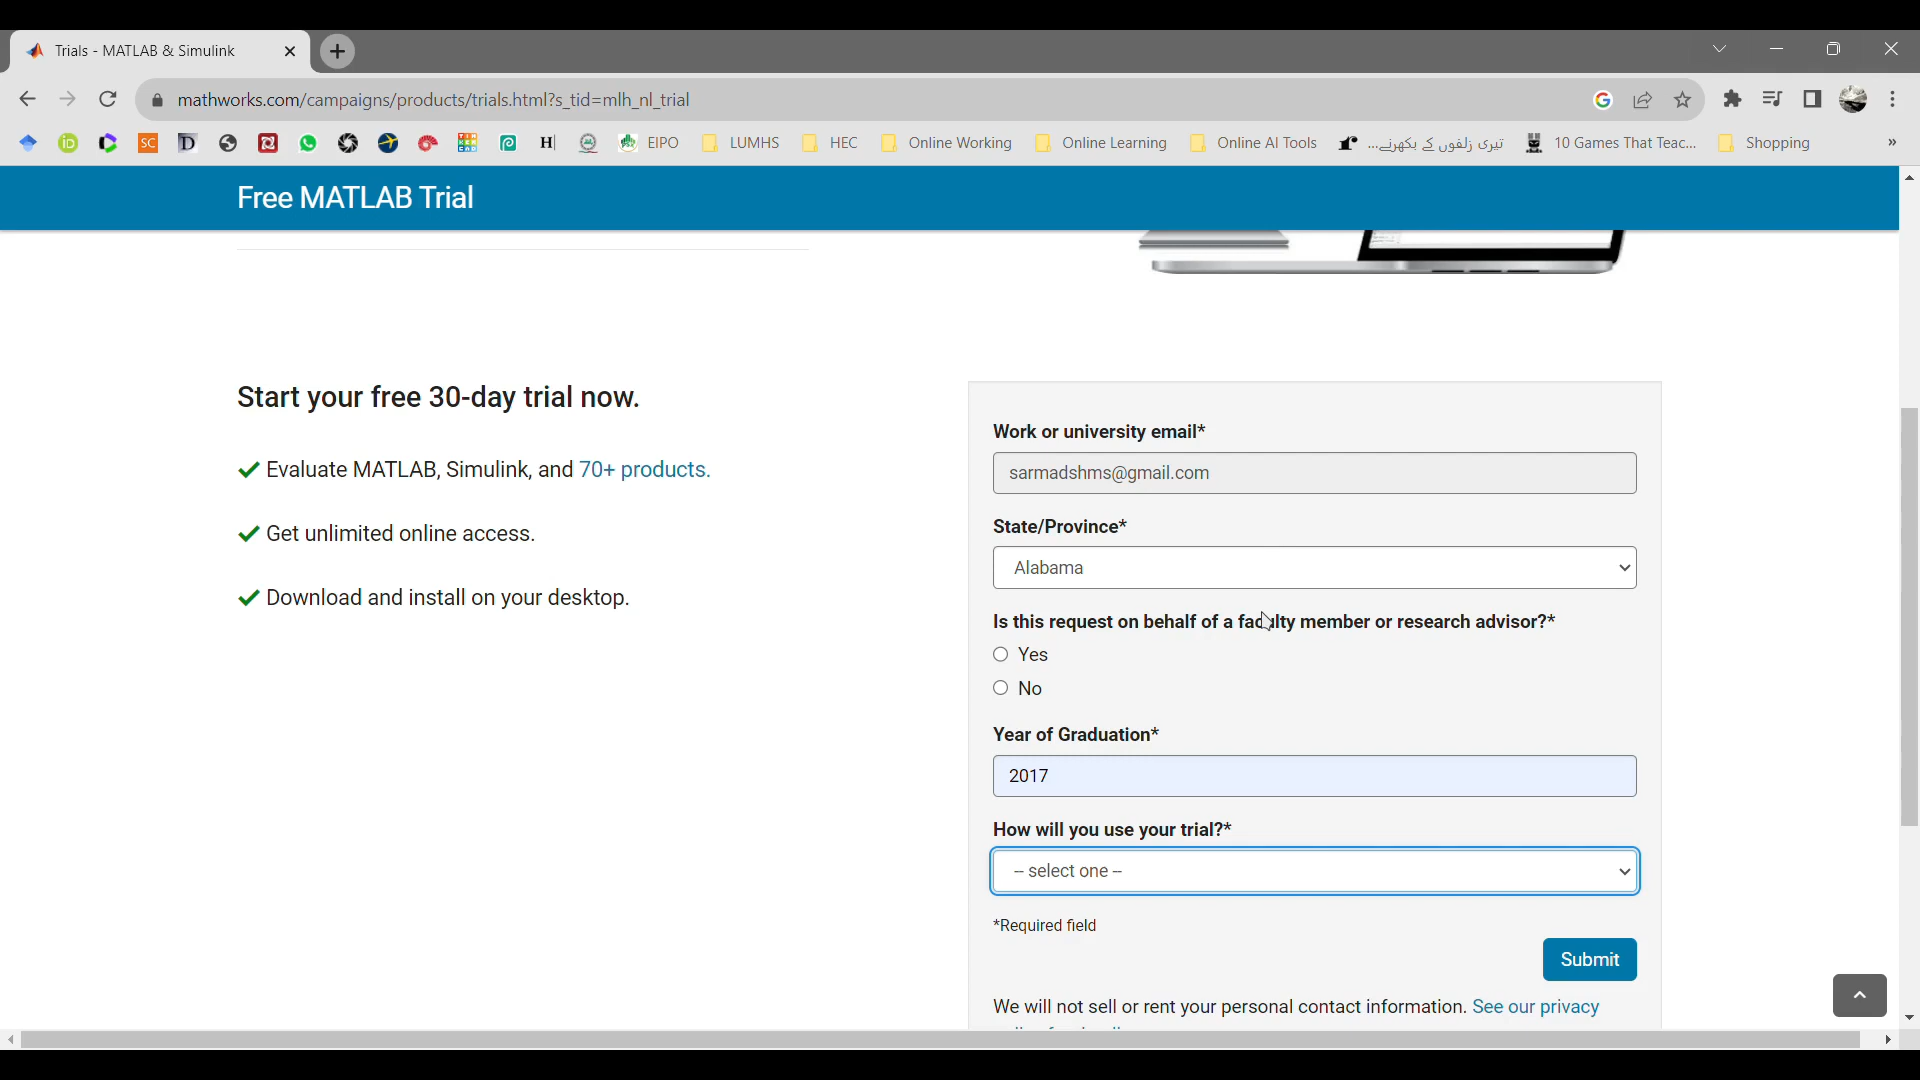 Trials - MATLAB & Simulink
mathworks.com/campaigns/products/trials.html?s_tid=mlh_nl_trial
SC D H EIPO LUMHS HEC Online Working Online Learning Online AI Tools تیری زلفوں کے بکھرنے... 10 Games That Teac... Shopping »
Free MATLAB Trial
Start your free 30-day trial now.
Evaluate MATLAB, Simulink, and 70+ products.
Get unlimited online access.
Download and install on your desktop.
Work or university email*
sarmadshms@gmail.com
State/Province*
Alabama
Is this request on behalf of a faculty member or research advisor?*
Yes
No
Year of Graduation*
2017
How will you use your trial?*
-- select one --
*Required field
Submit
We will not sell or rent your personal contact information. See our privacy